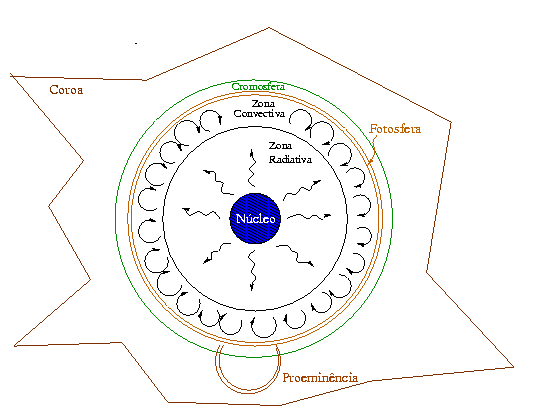 Coroa
Cromosfera
Zona
Convectiva
Fotosfera
Zona
Radiativa
Núcleo
Proeminência